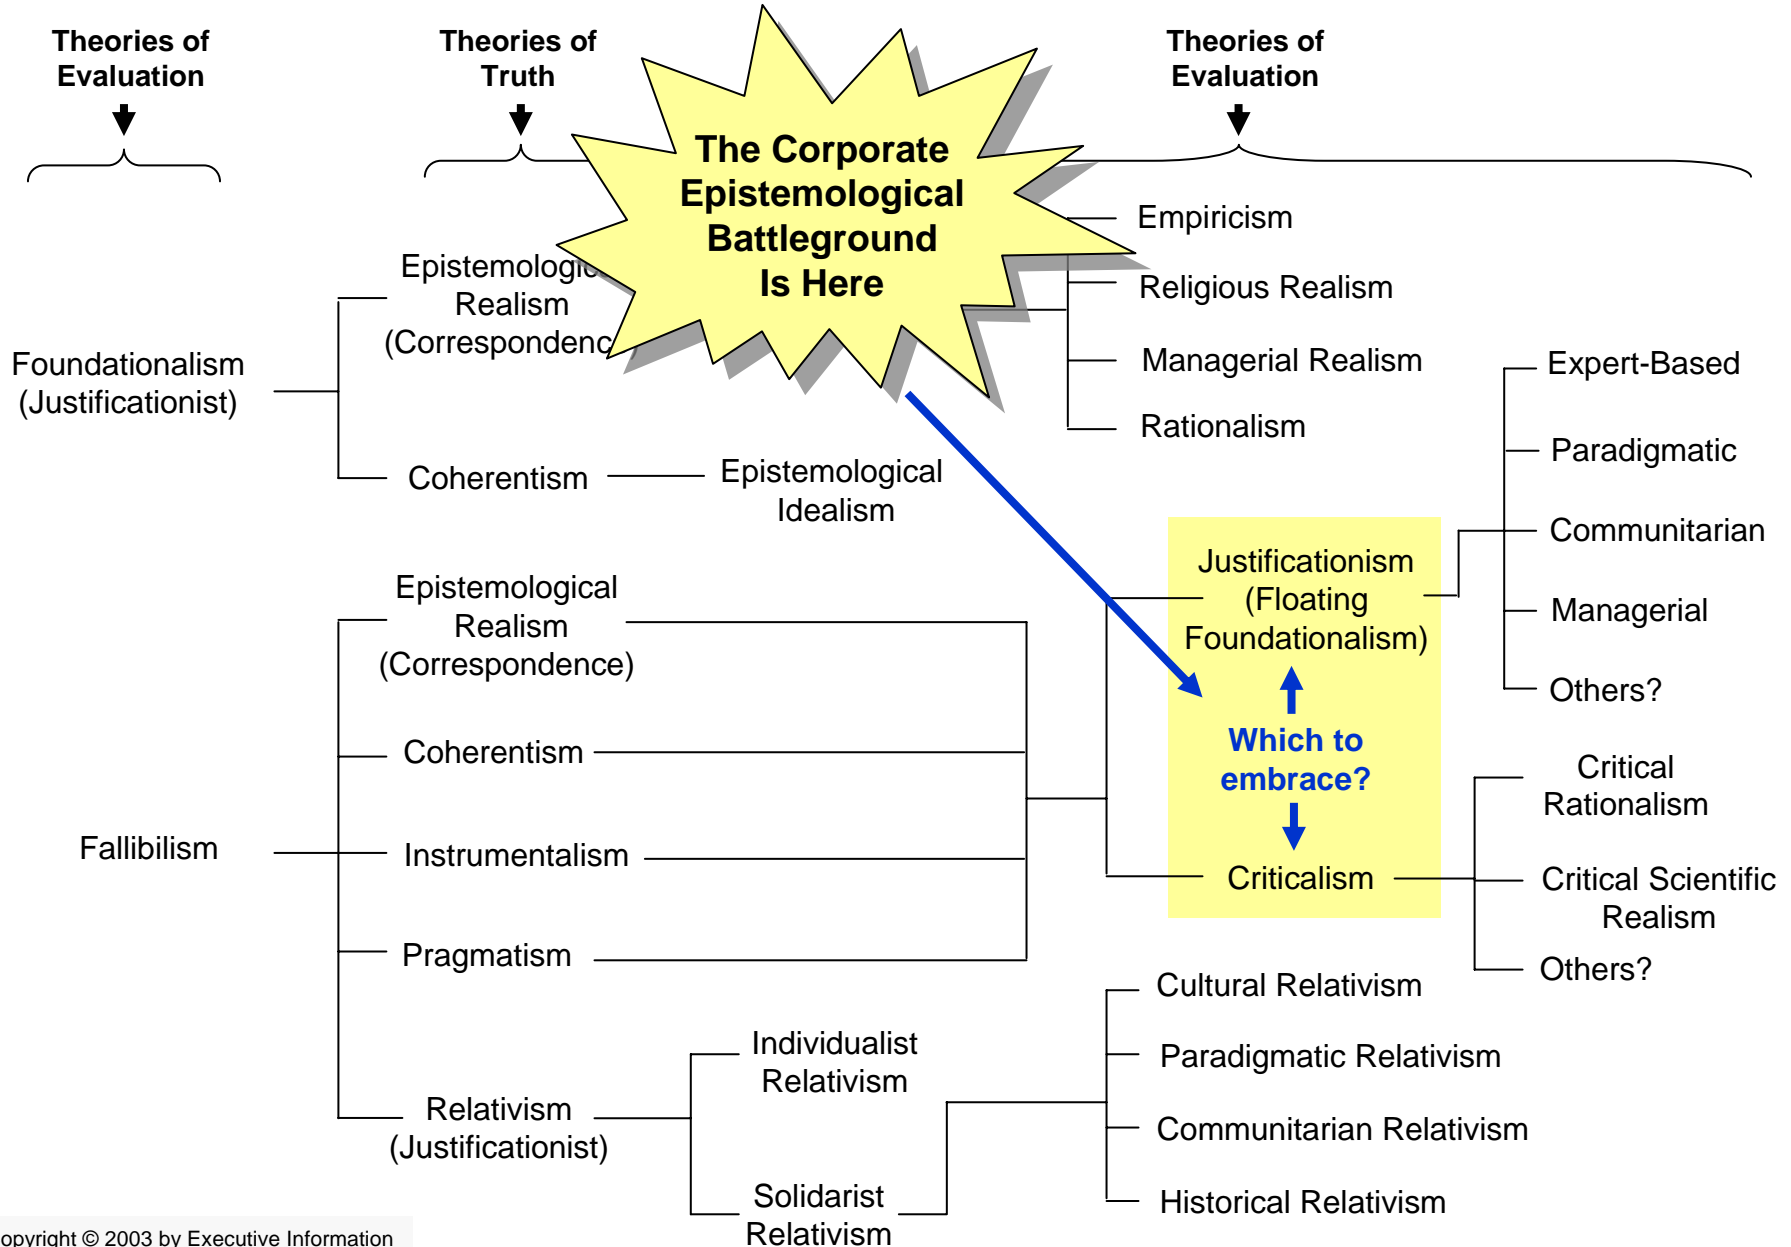 Theories of
Evaluation
Theories of
Truth
Theories of
Evaluation
The Corporate
Epistemological
Battleground
Is Here
Foundationalism
(Justificationist)
Realism
Coherentism
Epistemological
Idealism
Empiricism
Religious Realism
Managerial Realism
Rationalism
Fallibilism
Epistemological
Realism
(Correspondence)
Coherentism
Instrumentalism
Pragmatism
Relativism
(Justificationist)
Individualist
Relativism
Solidarist
Relativism
Justificationism
(Floating
Foundationalism)
Which to
embrace?
Criticalism
Expert-Based
Paradigmatic
Communitarian
Managerial
Others?
Critical
Rationalism
Critical Scientific
Realism
Others?
Cultural Relativism
Paradigmatic Relativism
Communitarian Relativism
Historical Relativism
opyright © 2003 by Executive Information